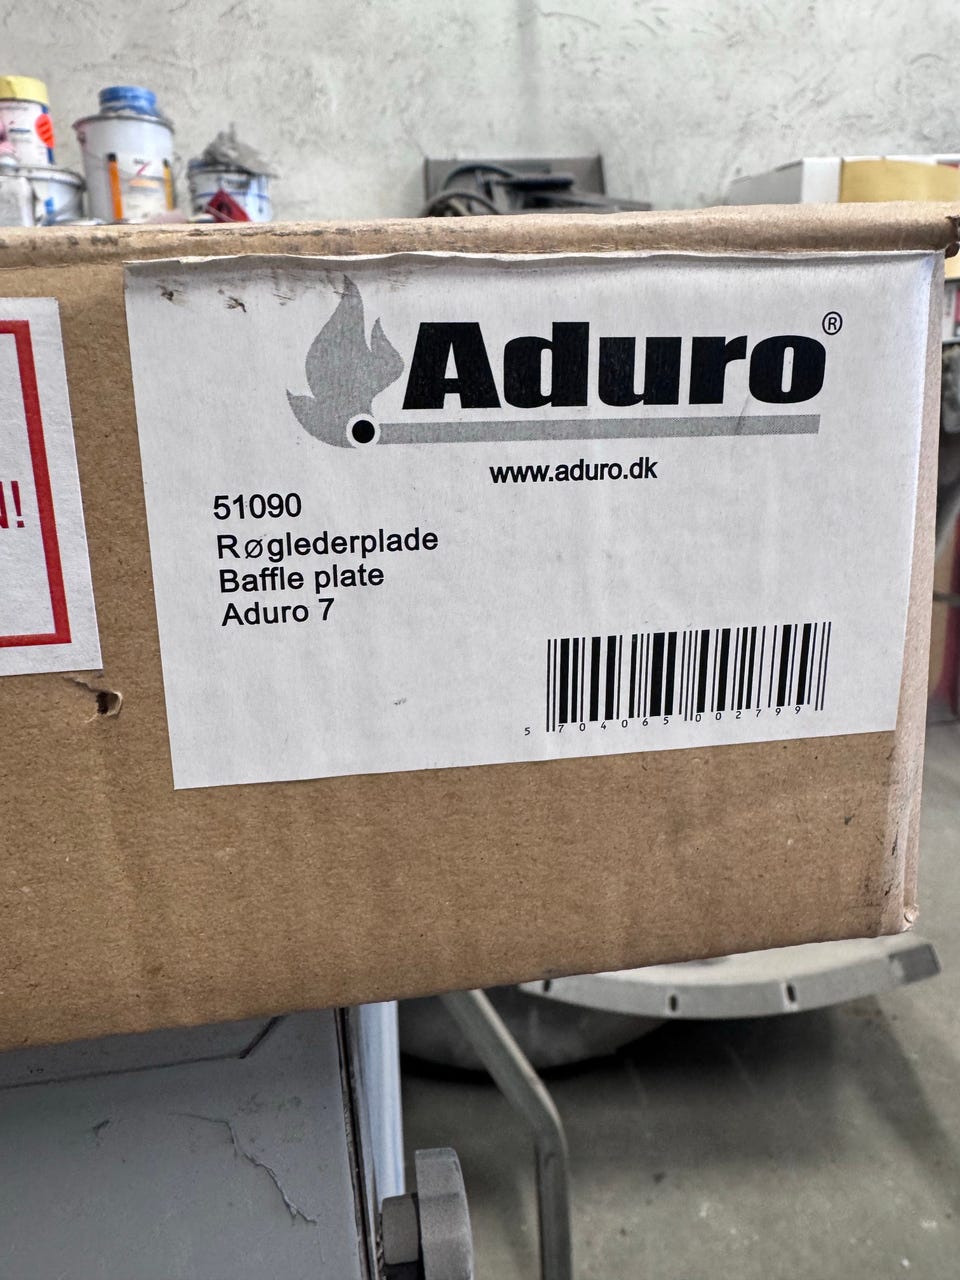 Aduro®
www.aduro.dk
51090
Røglederplade
Baffle plate
Aduro 7
5 704065 002799
!